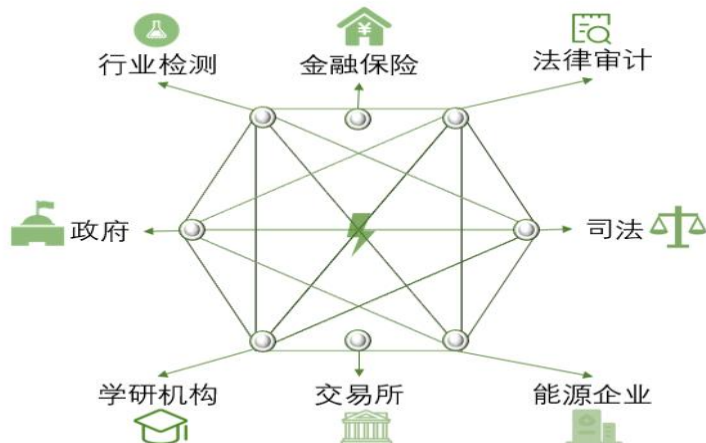 行业检测
金融保险
法律审计
政府
司法
学研机构
交易所
能源企业